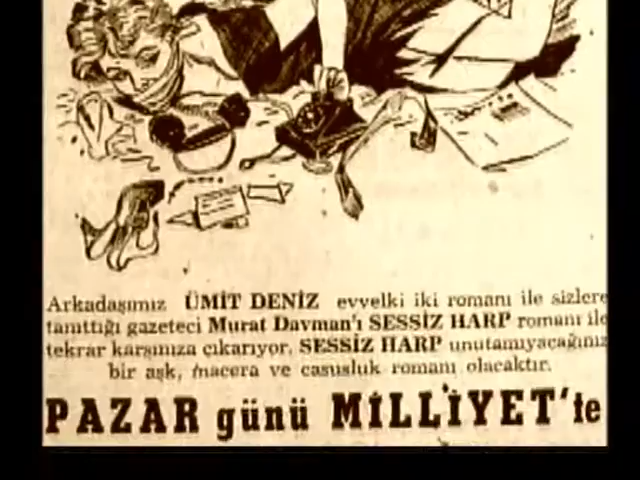 Arkadaşımız ÜMİT DENİZ evvelki iki romanı ile sizlere
tanıttığı gazeteci Murat Davman'ı SESSİZ HARP romanı ile
tekrar karşınıza çıkarıyor. SESSİZ HARP unutamıyacağınız
bir aşk, macera ve casusluk romanı olacaktır.
PAZAR günü MİLLİYET'te